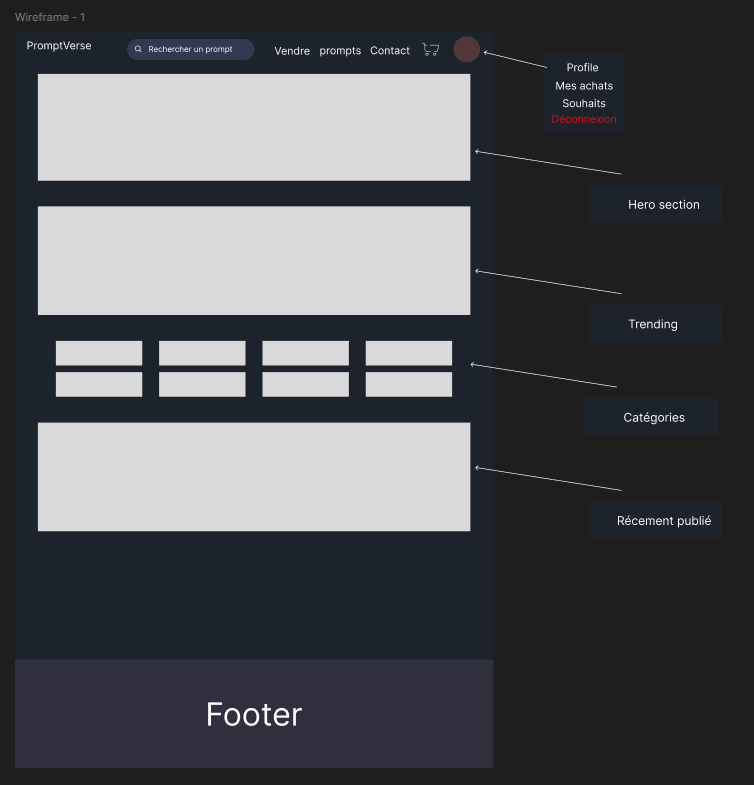 Wireframe - 1
PromptVerse
Rechercher un prompt
Vendre prompts Contact
Profile
Mes achats
Souhaits
Déconnexion
Hero section
Trending
Catégories
Récement publié
Footer